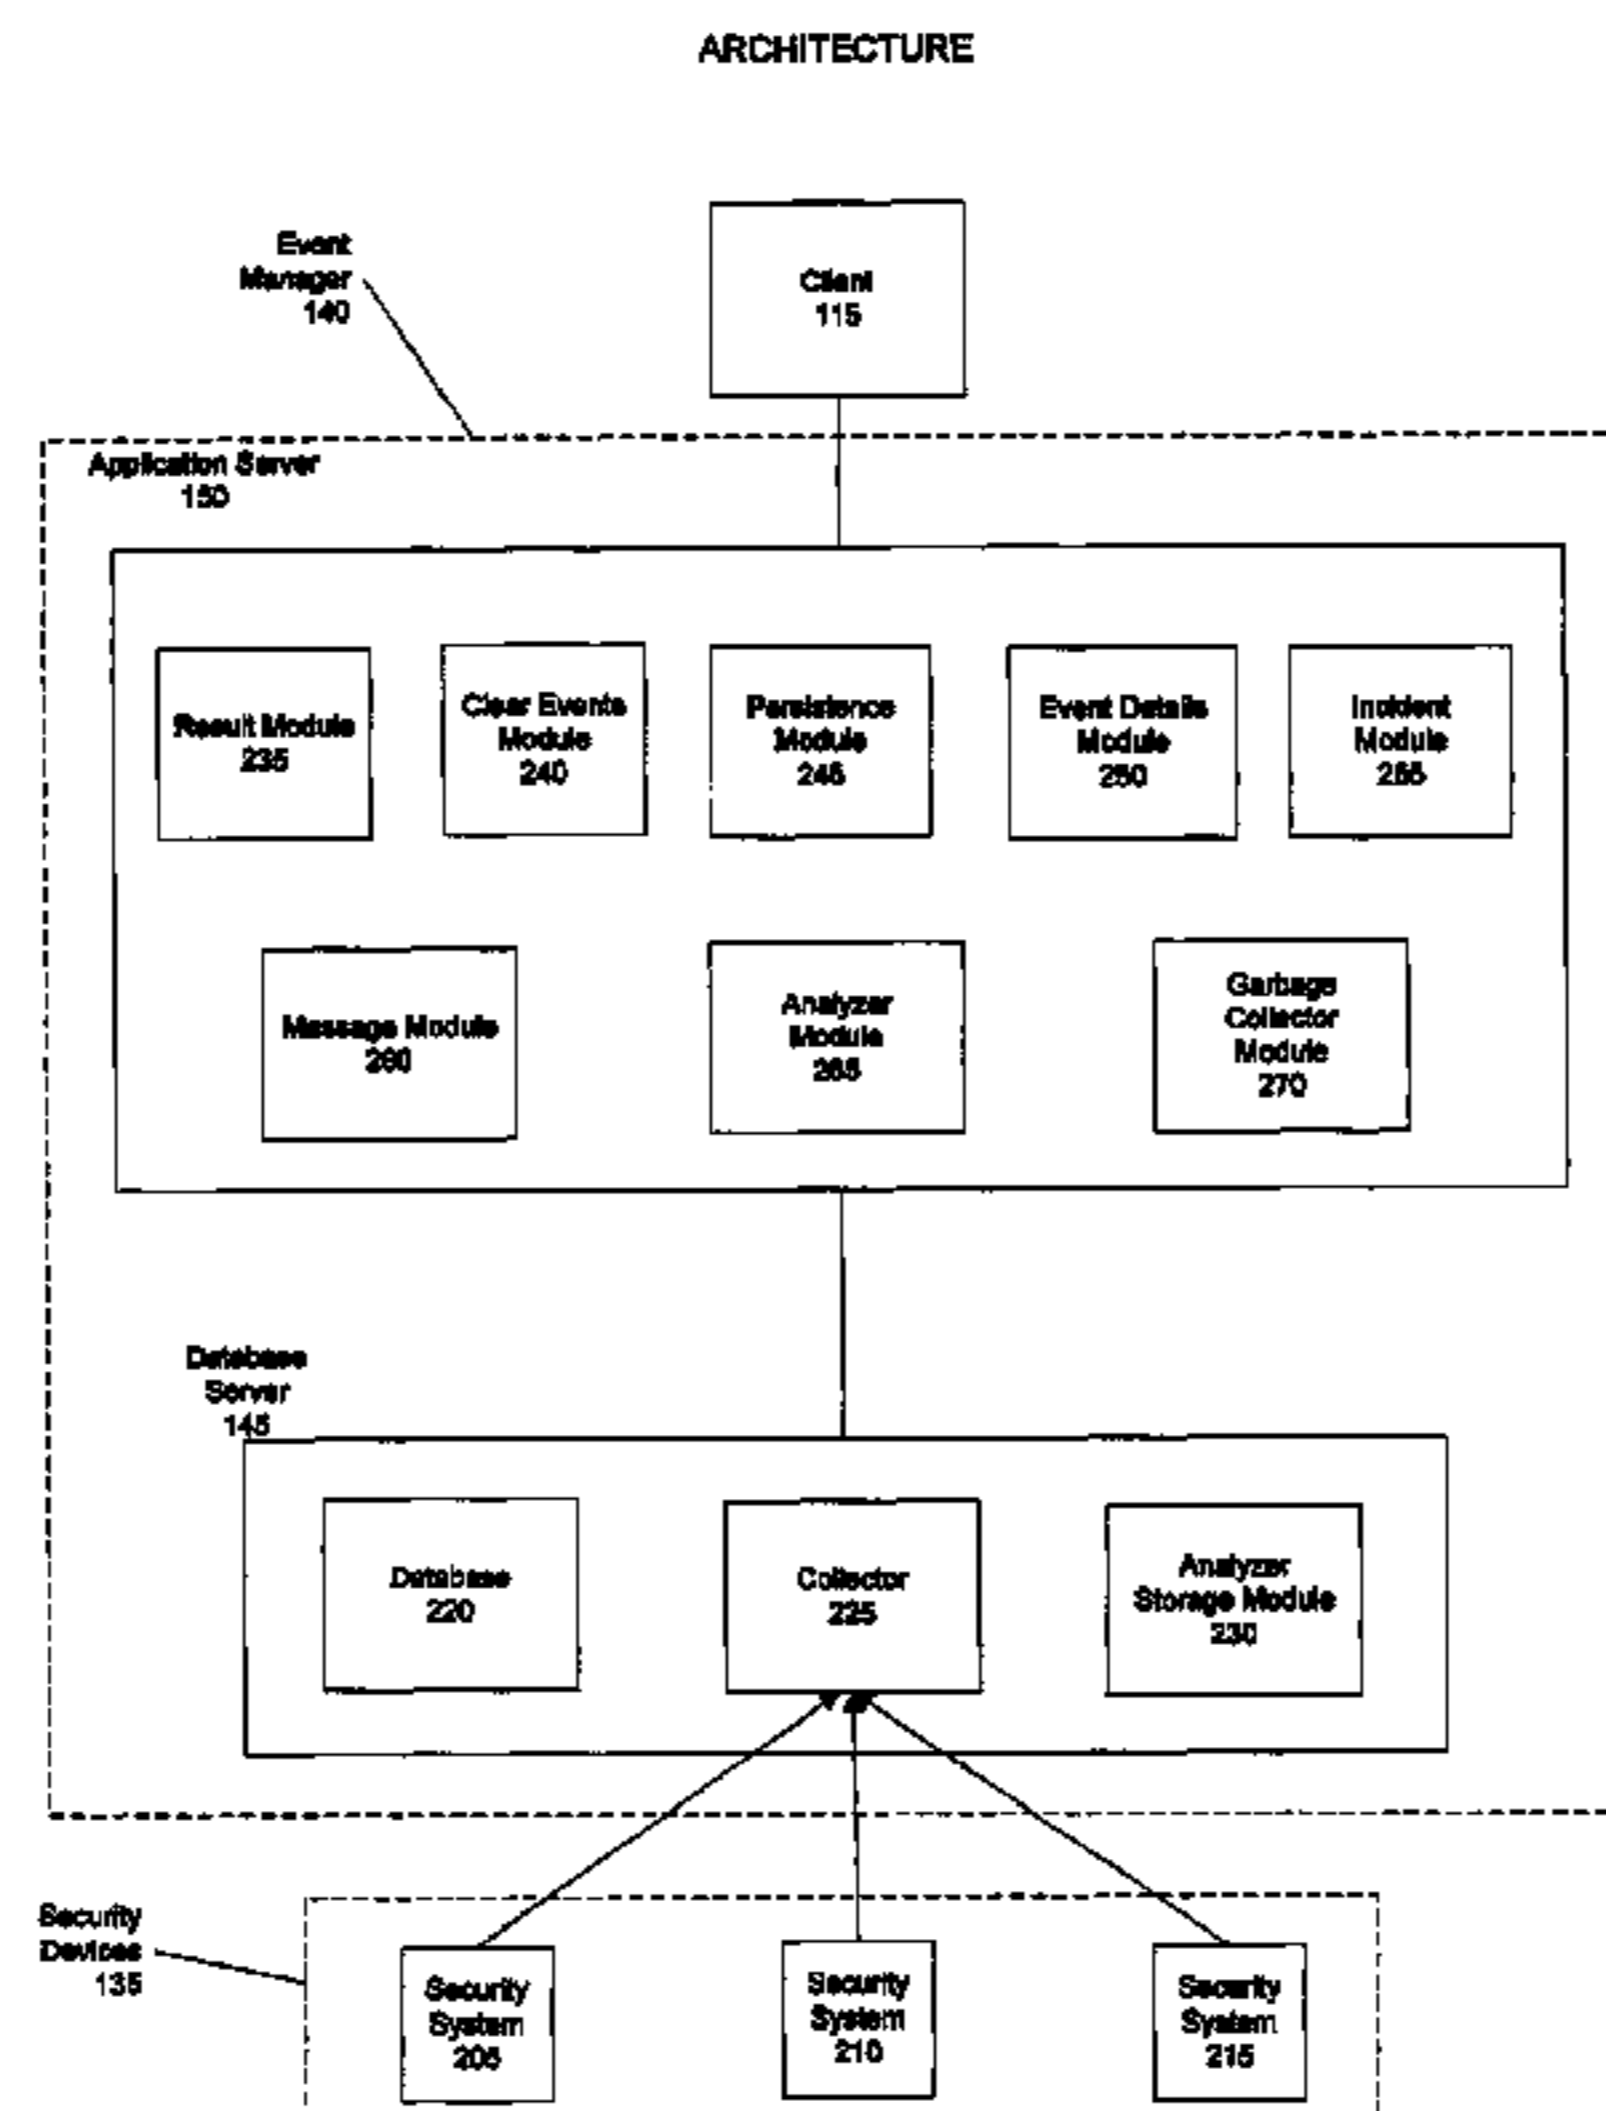 ARCHITECTURE
Event
Manager
140
Client
115
Application Server
150
Result Module
235
Clear Events
Module
240
Persistence
Module
245
Event Details
Module
250
Incident
Module
255
Message Module
260
Analyzer
Module
265
Garbage
Collector
Module
270
Database
Server
145
Database
220
Collector
225
Analyzer
Storage Module
230
Security
Devices
135
Security
System
205
Security
System
210
Security
System
215